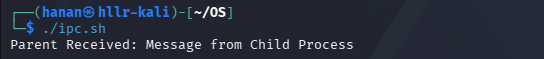 ┌──(hanan㉿hllr-kali)-[~/OS]
└─$ ./ipc.sh
Parent Received: Message from Child Process